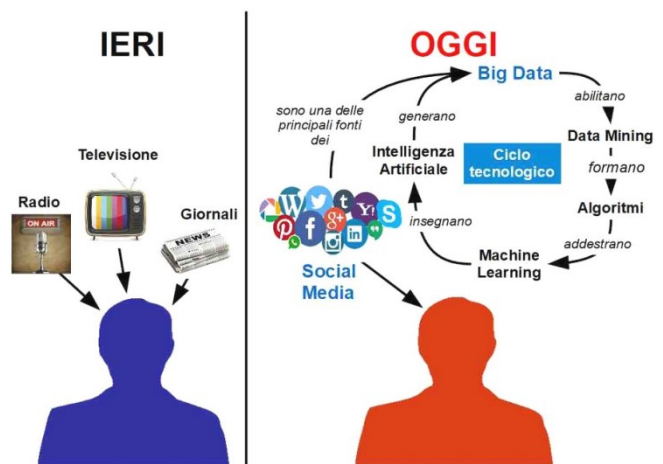 IERI
Televisione
Radio
ON AIR
Giornali
NEWS
OGGI
Big Data
abilitano
Data Mining
formano
Algoritmi
addestrano
Machine
Learning
insegnano
Intelligenza
Artificiale
generano
Ciclo
tecnologico
sono una delle
principali fonti
dei
Social
Media